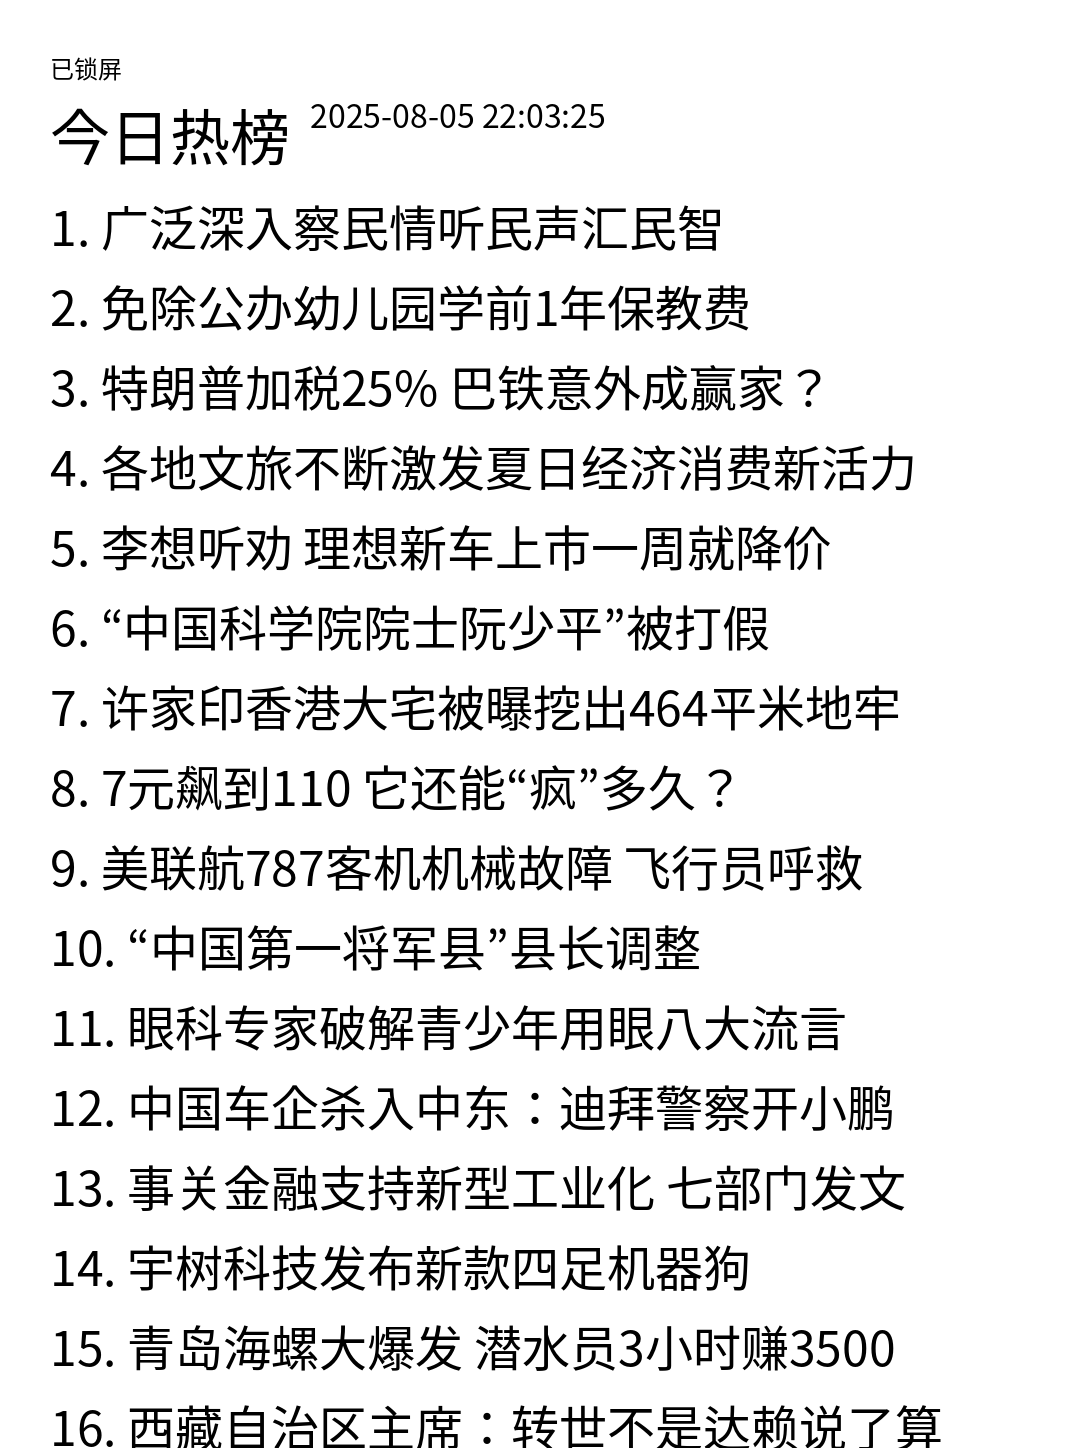 已锁屏
今日热榜 2025-08-05 22:03:25
1. 广泛深入察民情听民声汇民智
2. 免除公办幼儿园学前1年保教费
3. 特朗普加税25% 巴铁意外成赢家？
4. 各地文旅不断激发夏日经济消费新活力
5. 李想听劝 理想新车上市一周就降价
6. “中国科学院院士阮少平”被打假
7. 许家印香港大宅被曝挖出464平米地牢
8. 7元飙到110 它还能“疯”多久？
9. 美联航787客机机械故障 飞行员呼救
10. “中国第一将军县”县长调整
11. 眼科专家破解青少年用眼八大流言
12. 中国车企杀入中东：迪拜警察开小鹏
13. 事关金融支持新型工业化 七部门发文
14. 宇树科技发布新款四足机器狗
15. 青岛海螺大爆发 潜水员3小时赚3500
16. 西藏自治区主席：转世不是达赖说了算